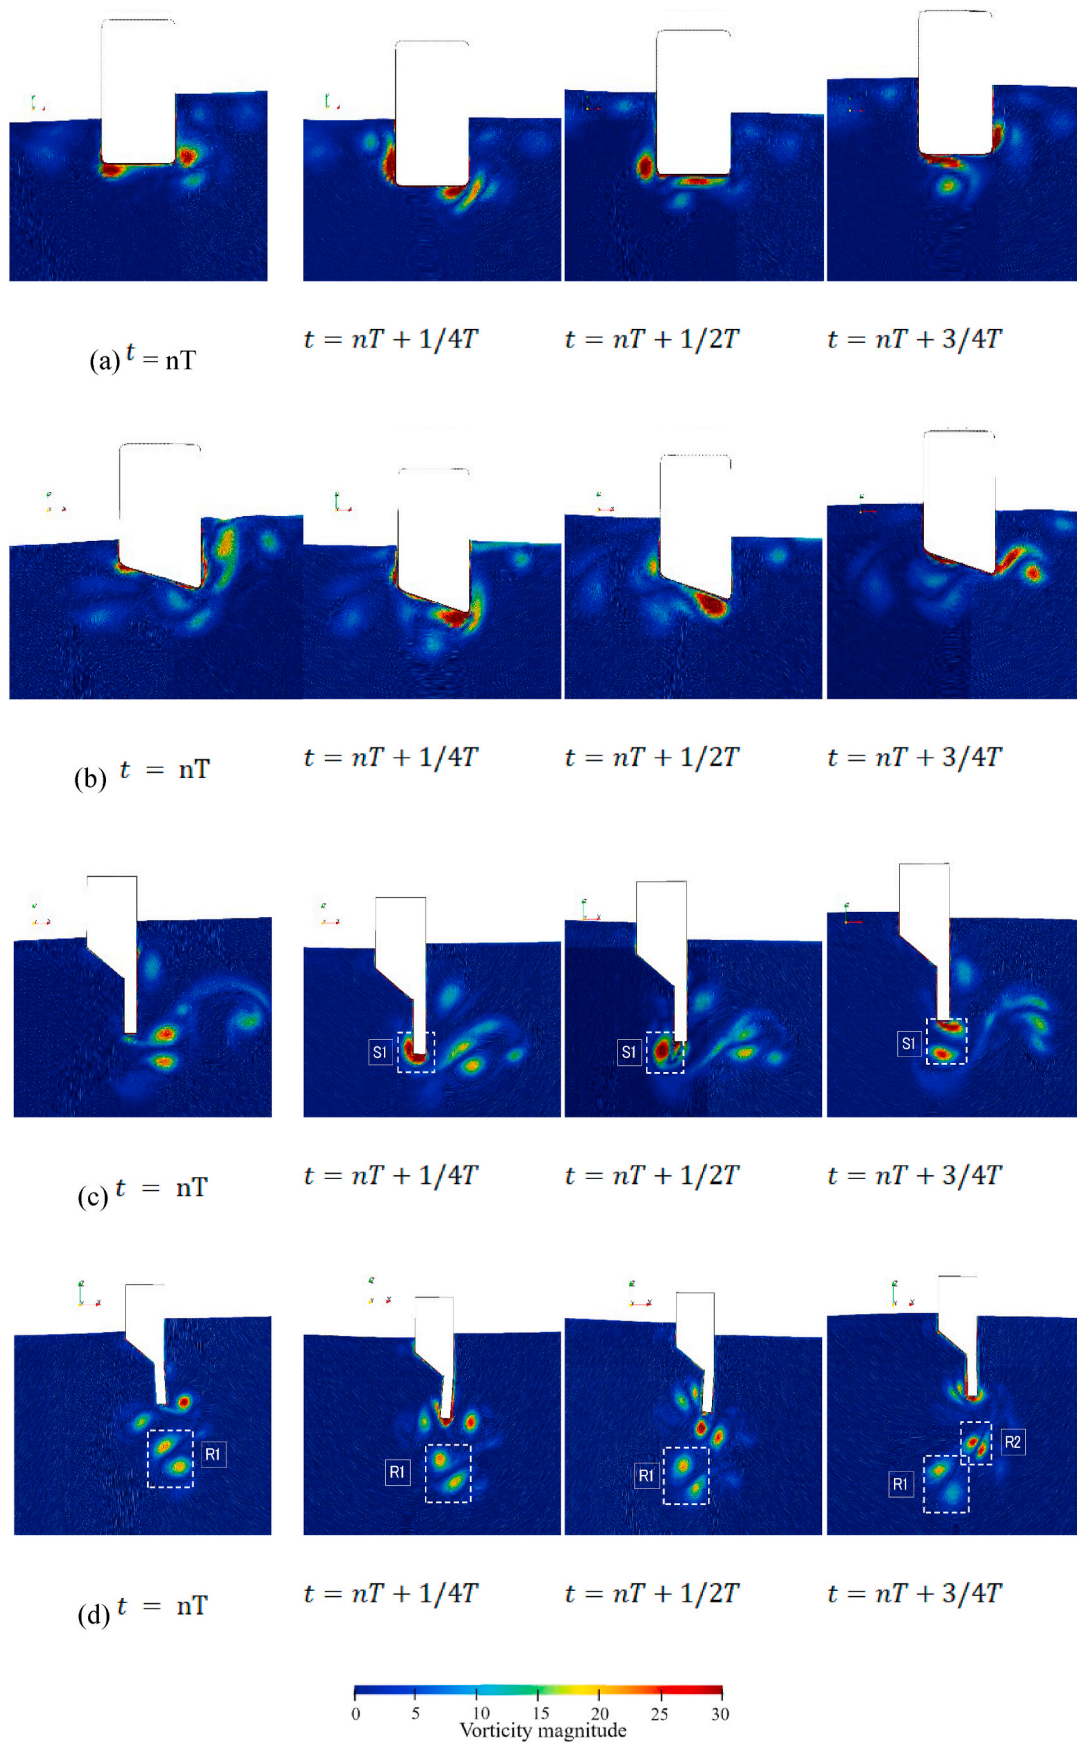 (a) t = nT
t = nT + 1/4T
t = nT + 1/2T
t = nT + 3/4T
(b) t = nT
t = nT + 1/4T
t = nT + 1/2T
t = nT + 3/4T
S1
S1
S1
(c) t = nT
t = nT + 1/4T
t = nT + 1/2T
t = nT + 3/4T
R1
R1
R1
R2
R1
(d) t = nT
t = nT + 1/4T
t = nT + 1/2T
t = nT + 3/4T
0 5 10 15 20 25 30
Vorticity magnitude